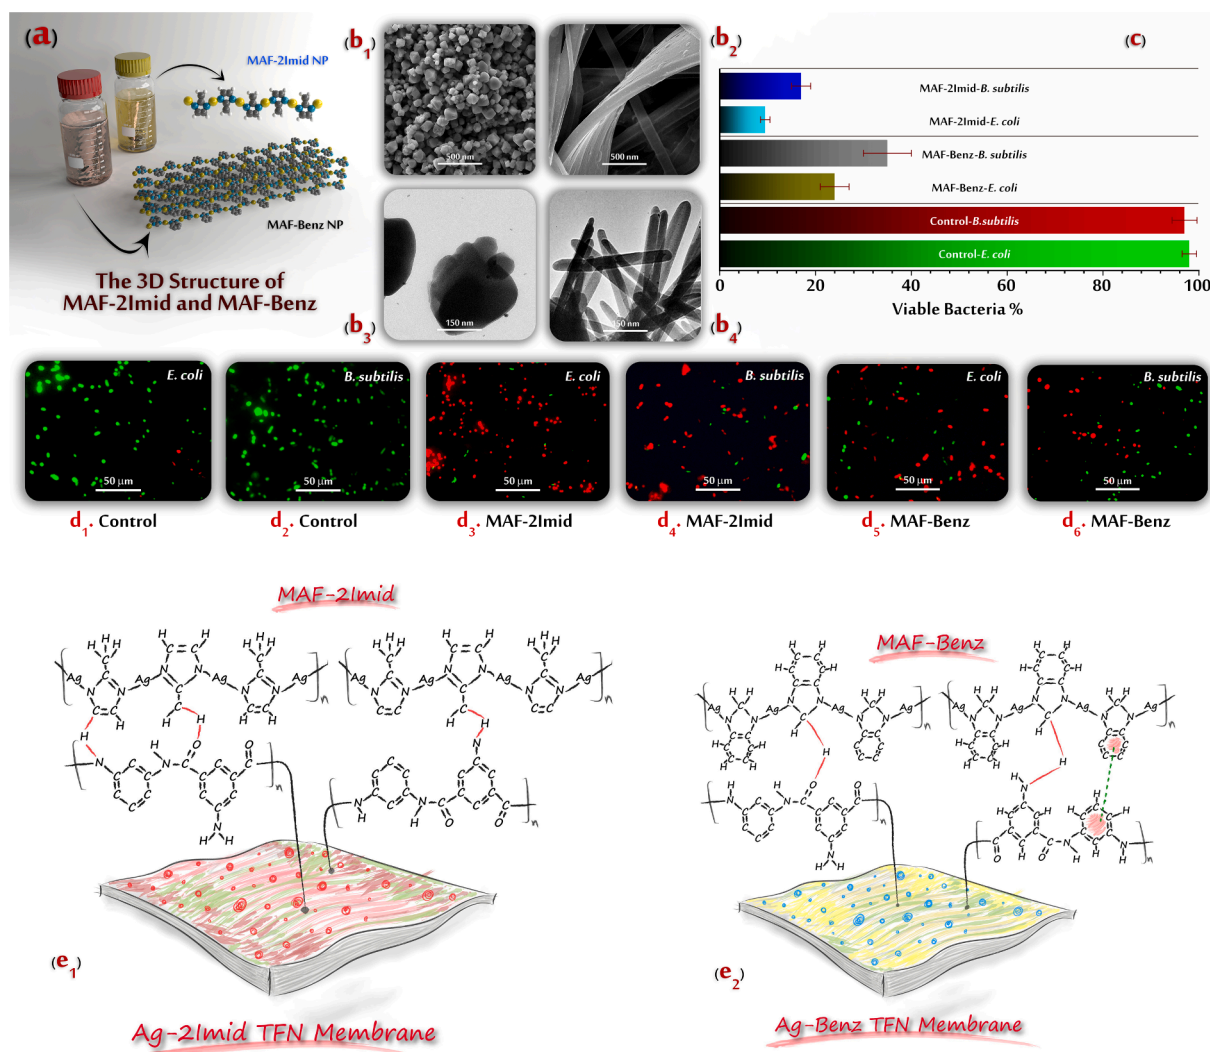 (a)
MAF-2Imid NP
MAF-Benz NP
The 3D Structure of
MAF-2Imid and MAF-Benz
(b1)
500 nm
500 nm
(b2)
(b3)
150 nm
150 nm
(b4)
(c)
MAF-2Imid-B. subtilis
MAF-2Imid-E. coli
MAF-Benz-B. subtilis
MAF-Benz-E. coli
Control-B.subtilis
Control-E. coli
0 20 40 60 80 100
Viable Bacteria %
E. coli
50 μm
d1. Control
B. subtilis
50 μm
d2. Control
E. coli
50 μm
d3. MAF-2Imid
B. subtilis
50 μm
d4. MAF-2Imid
E. coli
50 μm
d5. MAF-Benz
B. subtilis
50 μm
d6. MAF-Benz
MAF-2Imid
(e1)
Ag-2Imid TFN Membrane
MAF-Benz
(e2)
Ag-Benz TFN Membrane